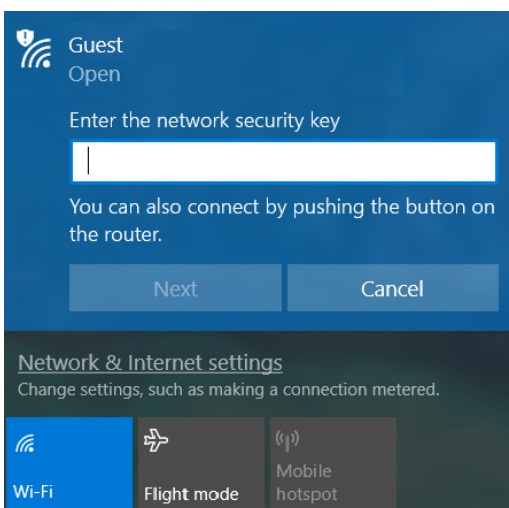 Guest
Open
Enter the network security key
You can also connect by pushing the button on
the router.
Next
Cancel
Network & Internet settings
Change settings, such as making a connection metered.
Wi-Fi
Flight mode
Mobile
hotspot